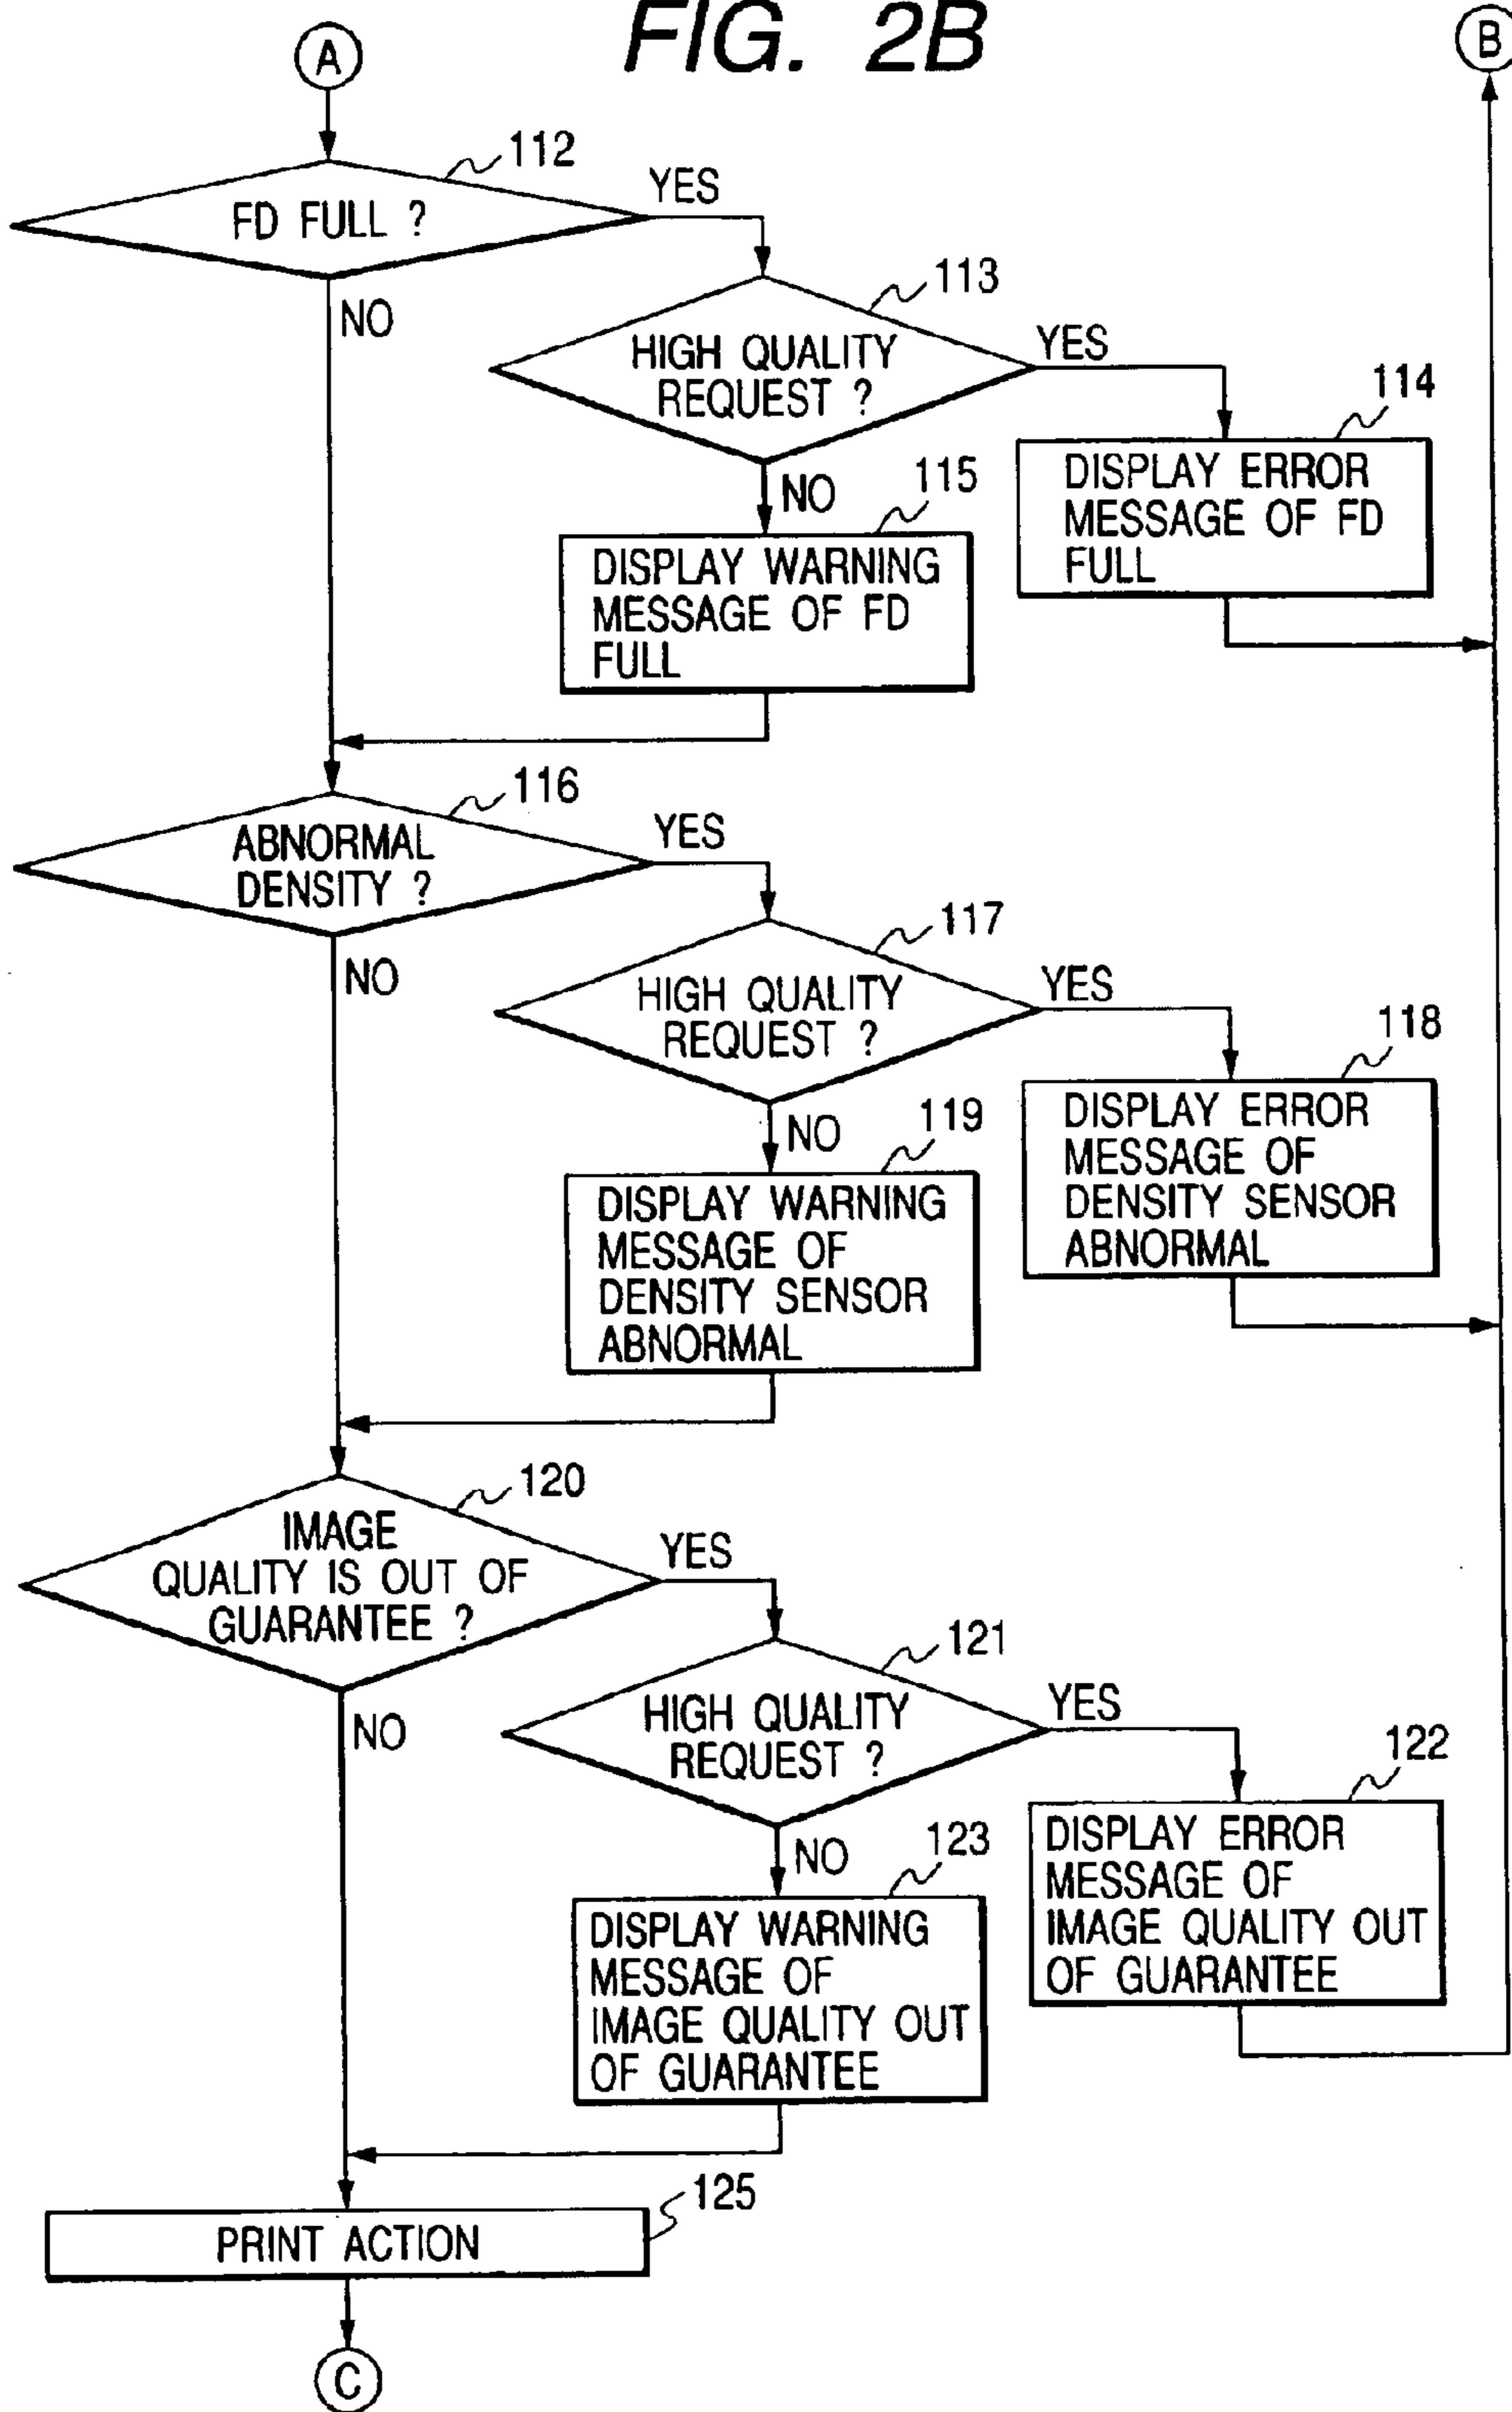 FIG. 2B
A
B
112
FD FULL ?
YES
NO
113
HIGH QUALITY
REQUEST ?
YES
NO
114
DISPLAY ERROR
MESSAGE OF FD
FULL
115
DISPLAY WARNING
MESSAGE OF FD
FULL
116
ABNORMAL
DENSITY ?
YES
NO
117
HIGH QUALITY
REQUEST ?
YES
NO
118
DISPLAY ERROR
MESSAGE OF
DENSITY SENSOR
ABNORMAL
119
DISPLAY WARNING
MESSAGE OF
DENSITY SENSOR
ABNORMAL
120
IMAGE
QUALITY IS OUT OF
GUARANTEE ?
YES
NO
121
HIGH QUALITY
REQUEST ?
YES
NO
122
DISPLAY ERROR
MESSAGE OF
IMAGE QUALITY OUT
OF GUARANTEE
123
DISPLAY WARNING
MESSAGE OF
IMAGE QUALITY OUT
OF GUARANTEE
125
PRINT ACTION
C